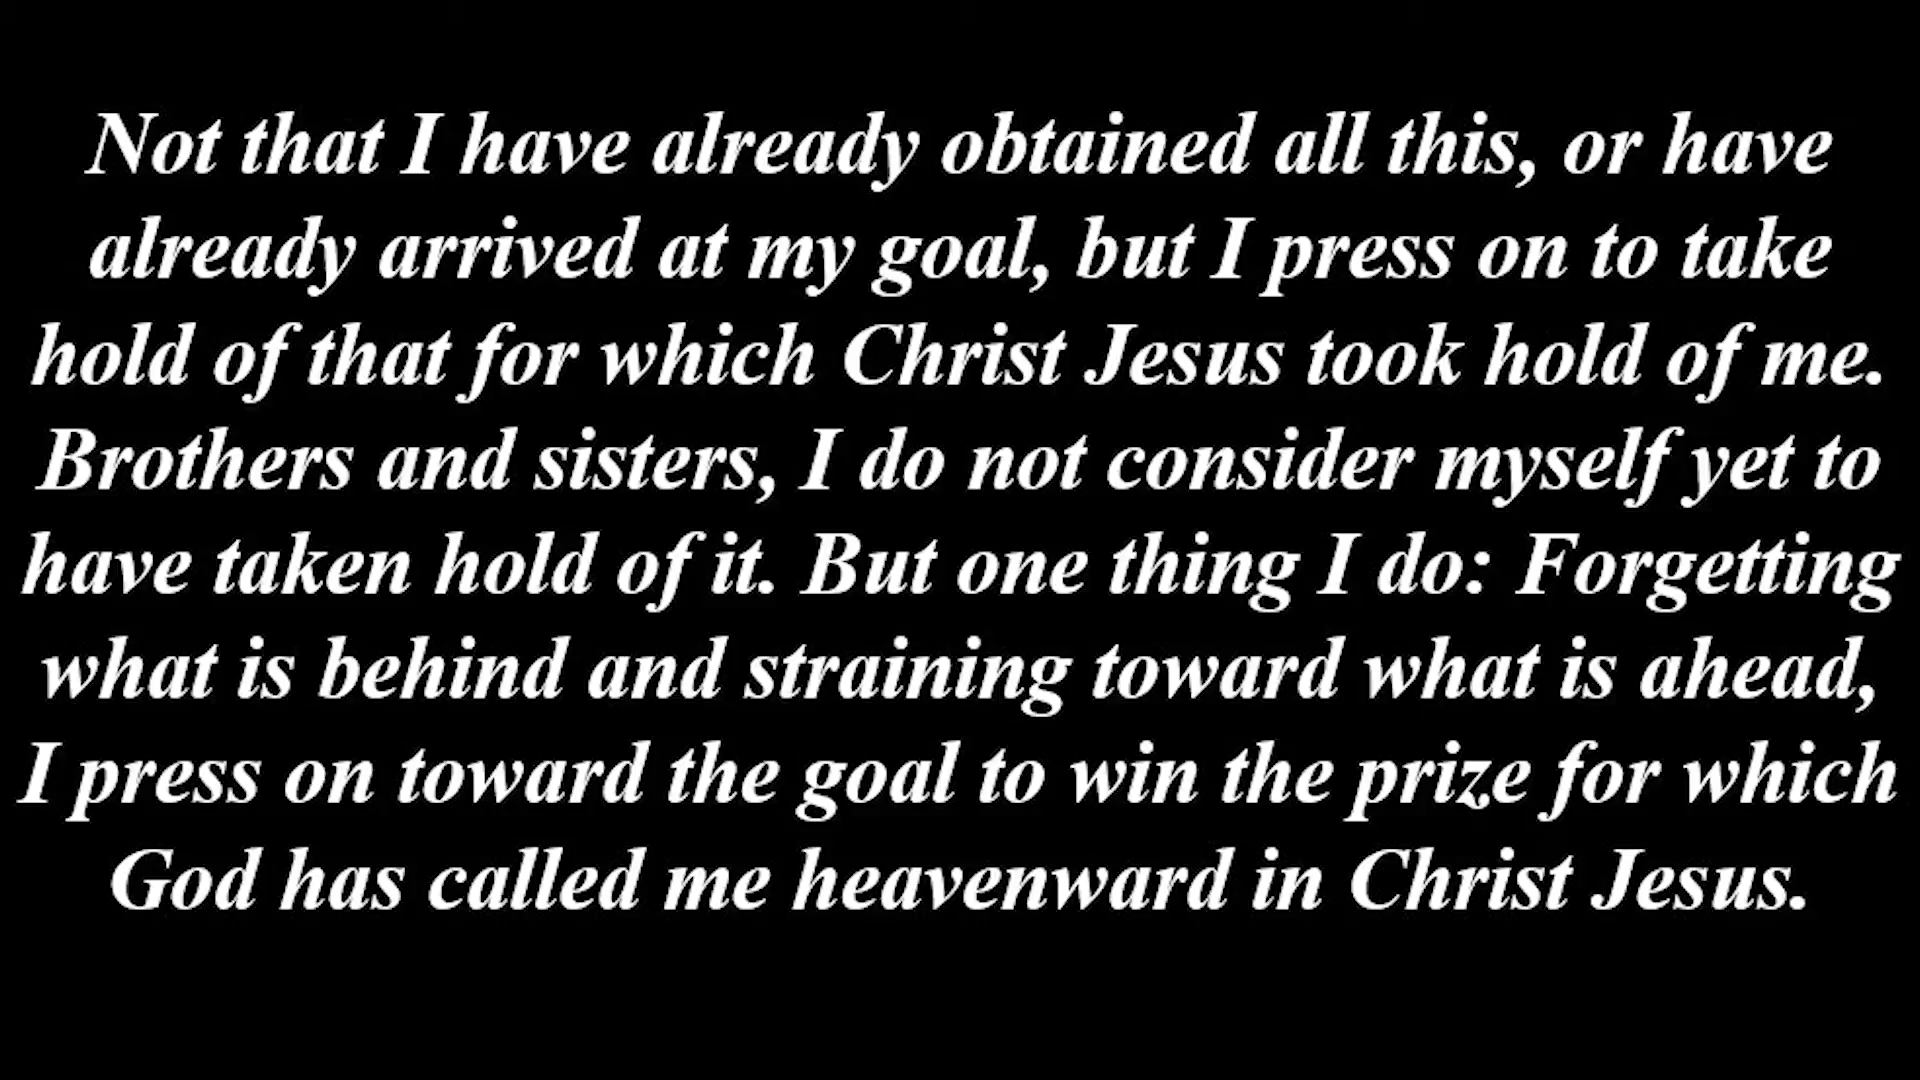 Not that I have already obtained all this, or have
already arrived at my goal, but I press on to take
hold of that for which Christ Jesus took hold of me.
Brothers and sisters, I do not consider myself yet to
have taken hold of it. But one thing I do: Forgetting
what is behind and straining toward what is ahead,
I press on toward the goal to win the prize for which
God has called me heavenward in Christ Jesus.